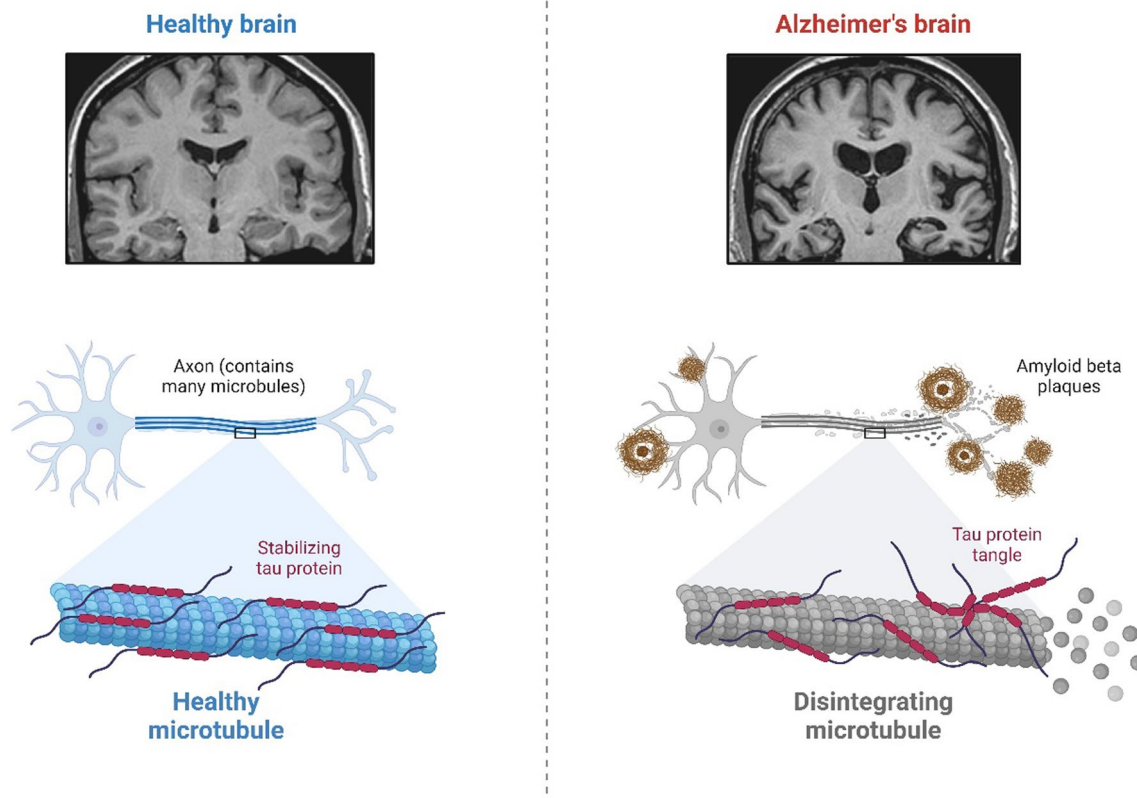 Healthy brain
Alzheimer's brain
Axon (contains
many microbules)
Amyloid beta
plaques
Stabilizing
tau protein
Tau protein
tangle
Healthy
microtubule
Disintegrating
microtubule